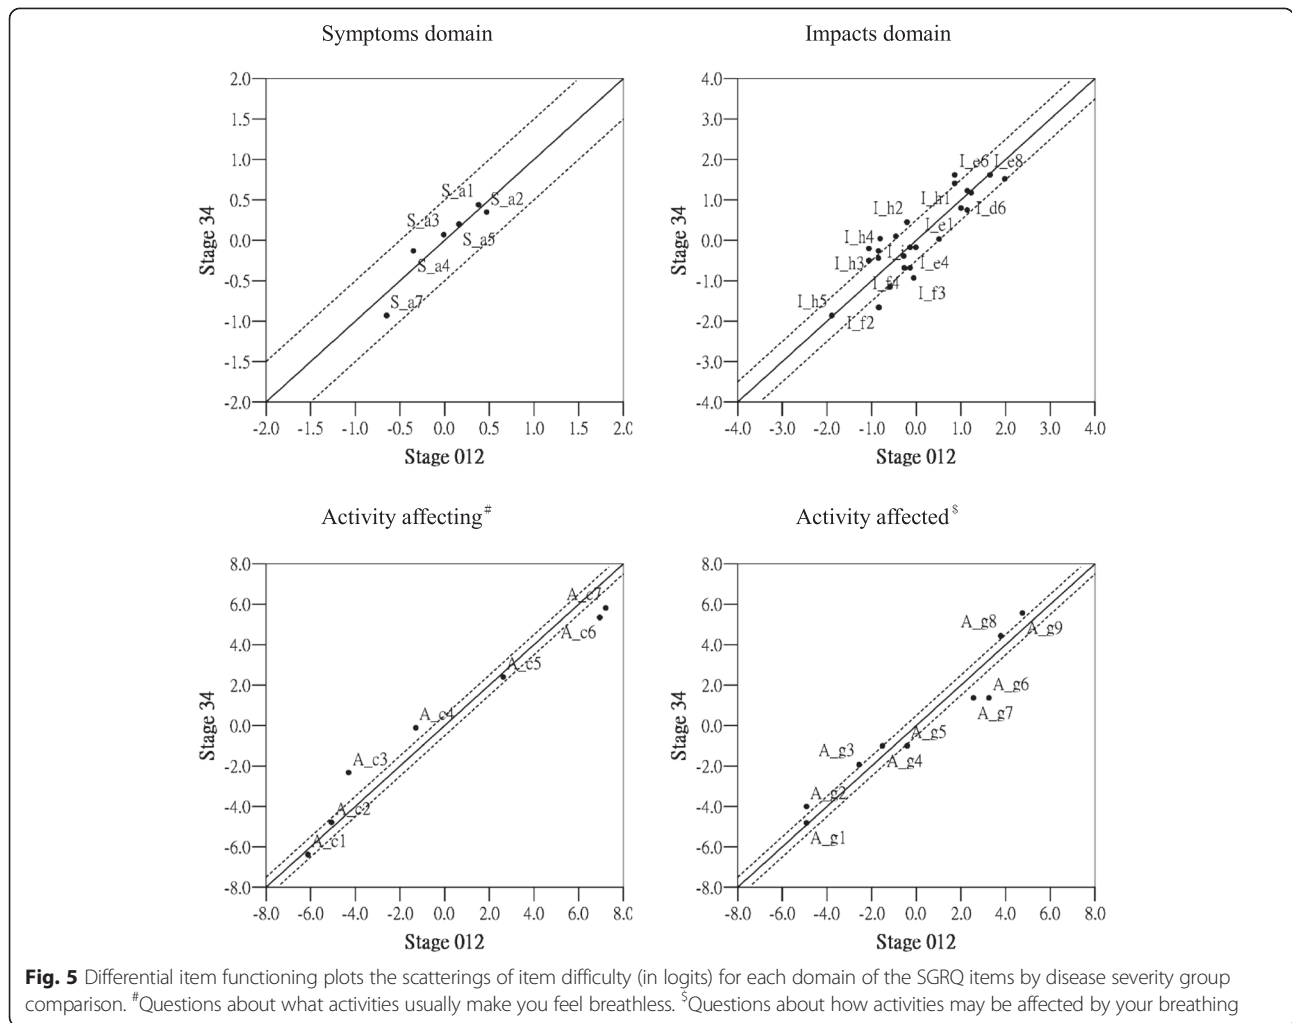 Symptoms domain
2.0
1.5
1.0
0.5
0.0
-0.5
-1.0
-1.5
-2.0
Stage 34
S_a1
S_a2
S_a3
S_a5
S_a4
S_a7
-2.0 -1.5 -1.0 -0.5 0.0 0.5 1.0 1.5 2.0
Stage 012
Impacts domain
4.0
3.0
2.0
1.0
0.0
-1.0
-2.0
-3.0
-4.0
Stage 34
I_e6 I_e8
I_h1
I_h2 I_d6
I_e1
I_h4
I_h3 I_e4
I_f4
I_f3
I_h5
I_f2
-4.0 -3.0 -2.0 -1.0 0.0 1.0 2.0 3.0 4.0
Stage 012
Activity affecting#
8.0
6.0
4.0
2.0
0.0
-2.0
-4.0
-6.0
-8.0
Stage 34
A_c7
A_c6
A_c5
A_c4
A_c3
A_c2
A_c1
-8.0 -6.0 -4.0 -2.0 0.0 2.0 4.0 6.0 8.0
Stage 012
Activity affected$
8.0
6.0
4.0
2.0
0.0
-2.0
-4.0
-6.0
-8.0
Stage 34
A_g8
A_g9
A_g6
A_g7
A_g5
A_g3
A_g4
A_g2
A_g1
-8.0 -6.0 -4.0 -2.0 0.0 2.0 4.0 6.0 8.0
Stage 012
Fig. 5 Differential item functioning plots the scatterings of item difficulty (in logits) for each domain of the SGRQ items by disease severity group
comparison. #Questions about what activities usually make you feel breathless. $Questions about how activities may be affected by your breathing